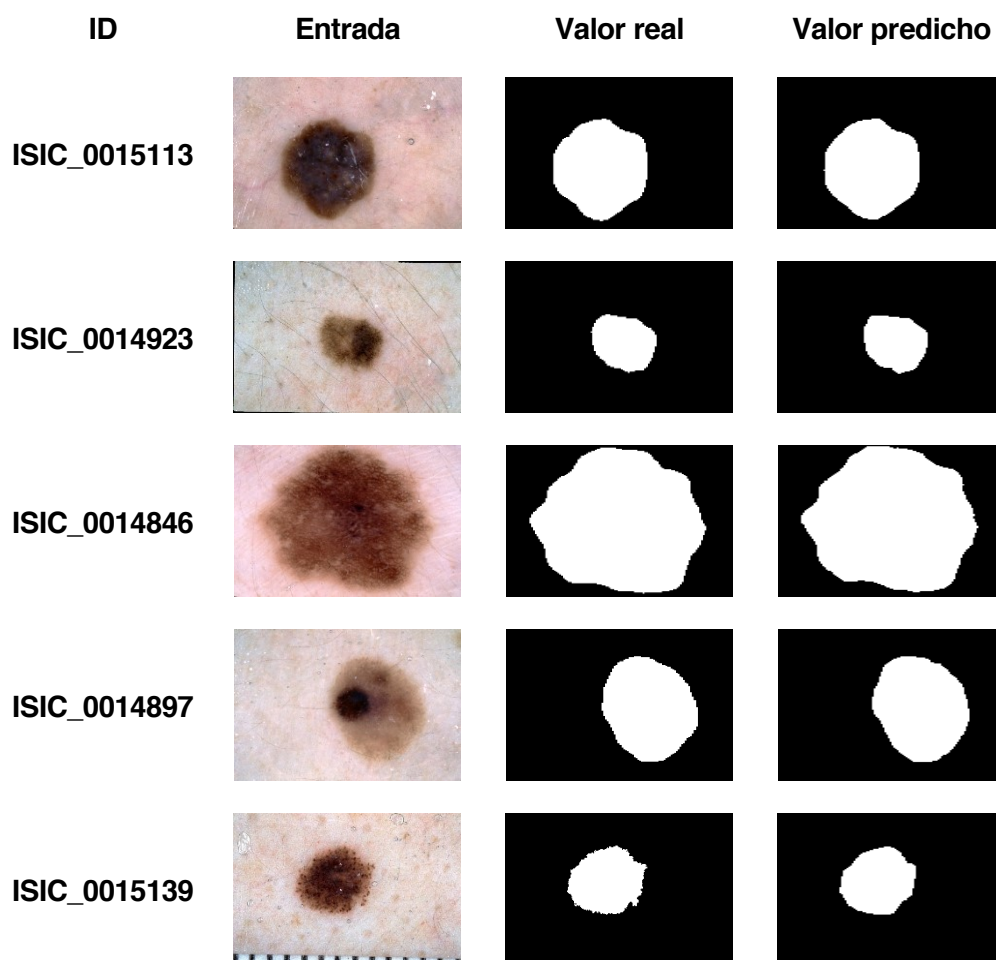 ID Entrada Valor real Valor predicho
ISIC_0015113
ISIC_0014923
ISIC_0014846
ISIC_0014897
ISIC_0015139